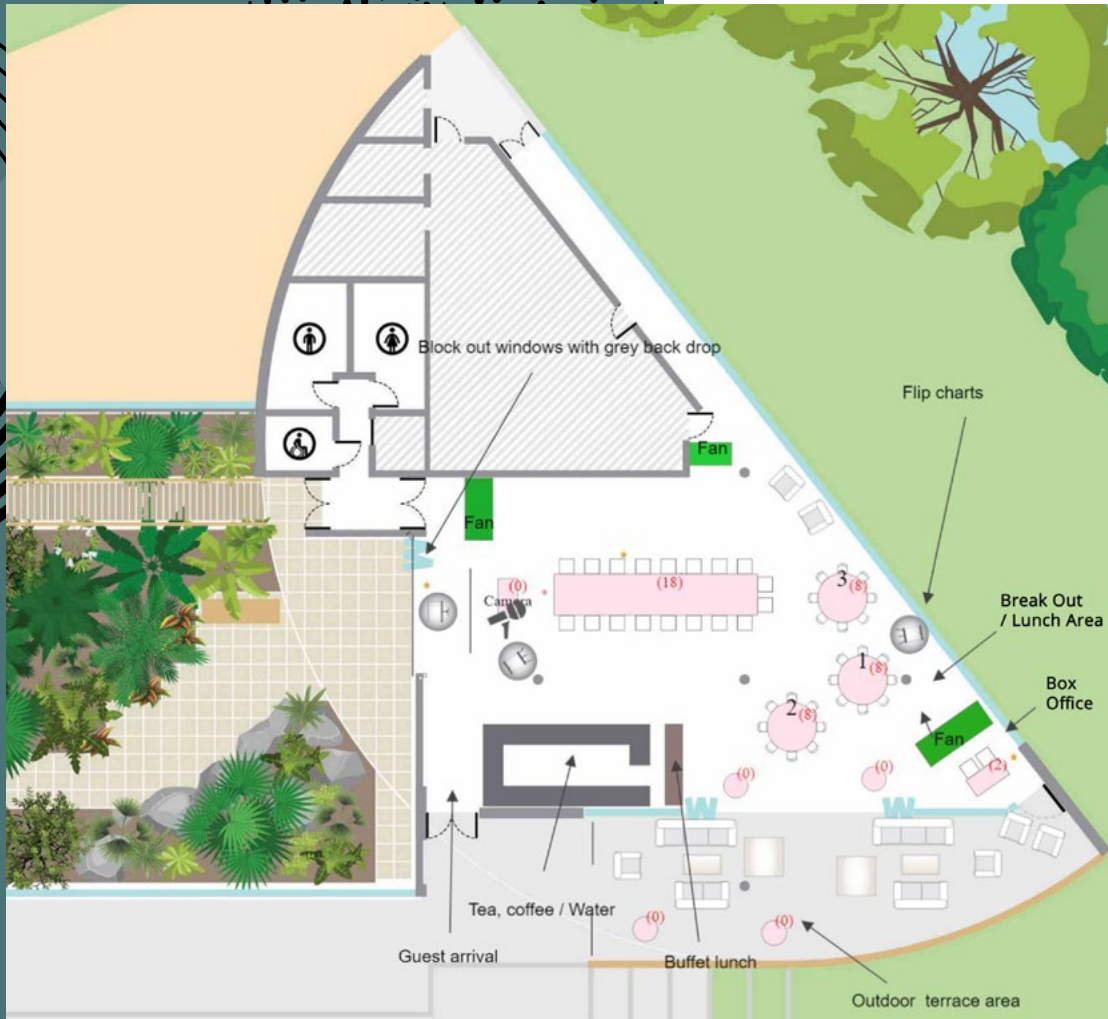 Block out windows with grey back drop
Flip charts
Fan
Fan
(0)
Camera
(18)
3
(8)
Break Out
/ Lunch Area
1
(8)
2
(8)
Box
Office
Fan
(2)
(0)
(0)
W
W
W
Tea, coffee / Water
(0)
(0)
Guest arrival
Buffet lunch
Outdoor terrace area